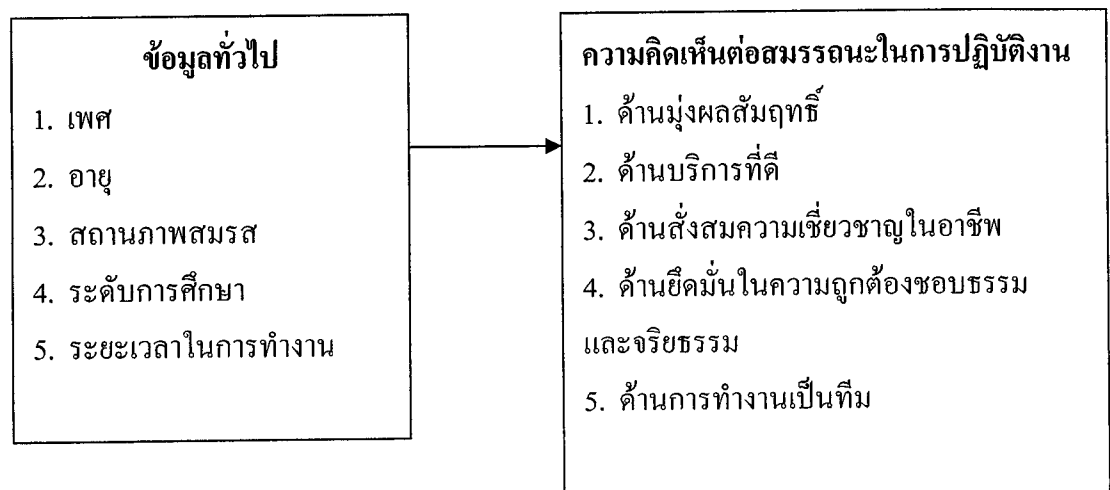 ข้อมูลทั่วไป
1. เพศ
2. อายุ
3. สถานภาพสมรส
4. ระดับการศึกษา
5. ระยะเวลาในการทำงาน
ความคิดเห็นต่อสมรรถนะในการปฏิบัติงาน
1. ด้านมุ่งผลสัมฤทธิ์
2. ด้านบริการที่ดี
3. ด้านสั่งสมความเชี่ยวชาญในอาชีพ
4. ด้านยึดมั่นในความถูกต้องชอบธรรม
และจริยธรรม
5. ด้านการทำงานเป็นทีม